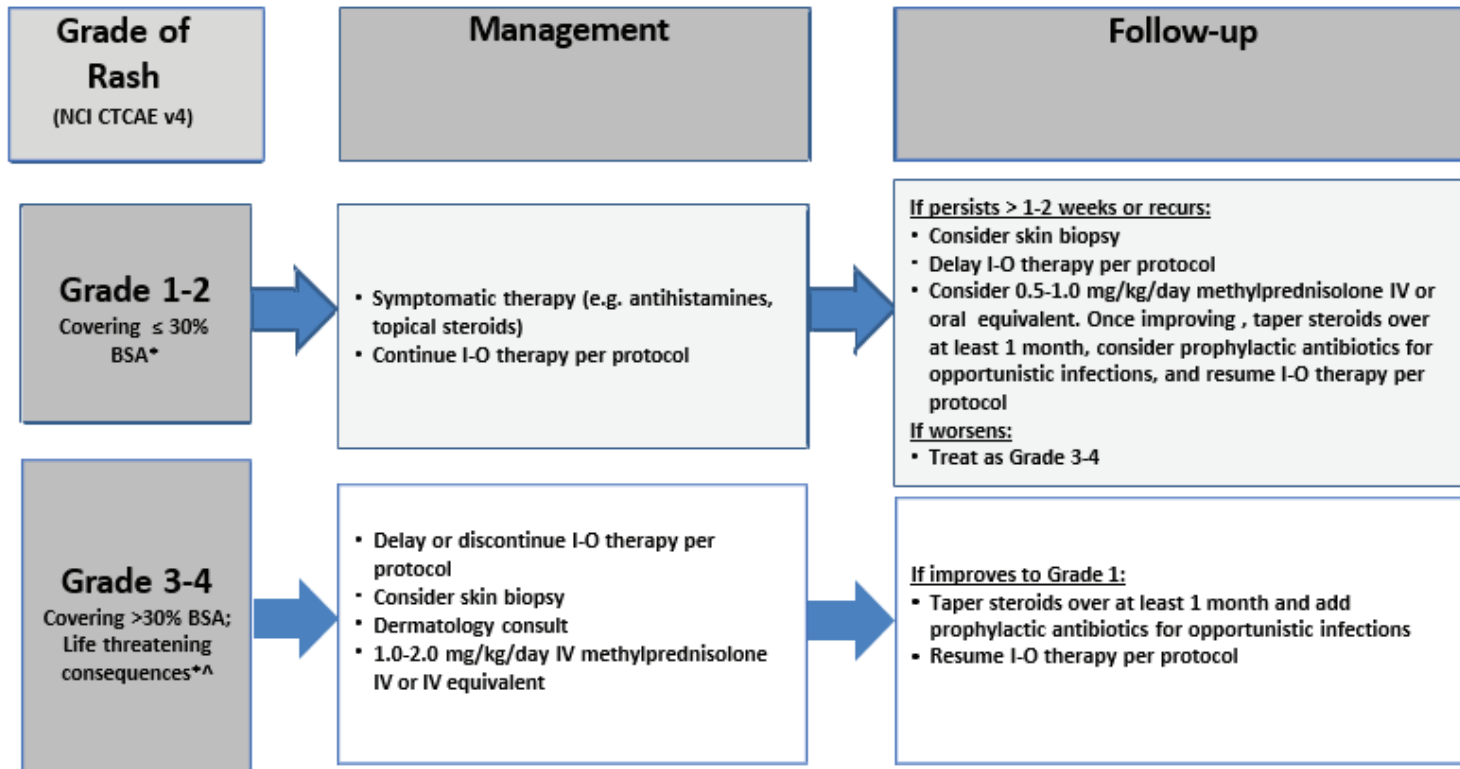 Grade of
Rash
(NCI CTCAE v4)
Management
Follow-up
Grade 1-2
Covering ≤ 30%
BSA*
• Symptomatic therapy (e.g. antihistamines,
topical steroids)
• Continue I-O therapy per protocol
If persists > 1-2 weeks or recurs:
• Consider skin biopsy
• Delay I-O therapy per protocol
• Consider 0.5-1.0 mg/kg/day methylprednisolone IV or
oral equivalent. Once improving , taper steroids over
at least 1 month, consider prophylactic antibiotics for
opportunistic infections, and resume I-O therapy per
protocol
If worsens:
• Treat as Grade 3-4
Grade 3-4
Covering >30% BSA;
Life threatening
consequences*^
• Delay or discontinue I-O therapy per
protocol
• Consider skin biopsy
• Dermatology consult
• 1.0-2.0 mg/kg/day IV methylprednisolone
IV or IV equivalent
If improves to Grade 1:
• Taper steroids over at least 1 month and add
prophylactic antibiotics for opportunistic infections
• Resume I-O therapy per protocol